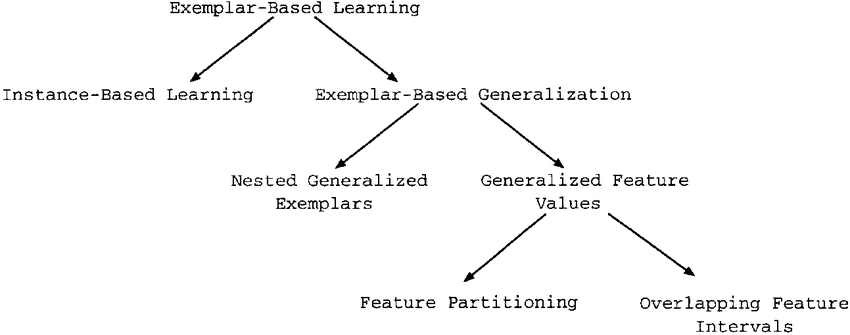 Exemplar-Based Learning
Instance-Based Learning
Exemplar-Based Generalization
Nested Generalized
Exemplars
Generalized Feature
Values
Feature Partitioning
Overlapping Feature
Intervals